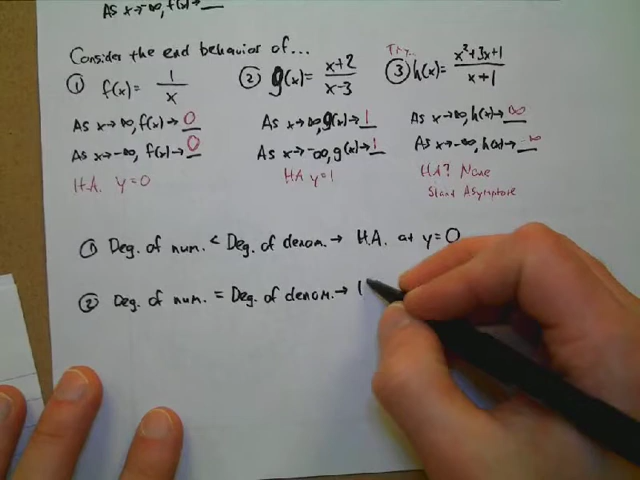 As x→-∞, f(x)→__
Consider the end behavior of...
① f(x)= 1/x
② g(x)= x+2/x-3
Try..
③ h(x)= x²+3x+1/x+1
As x→∞, f(x)→ 0
As x→-∞, f(x)→ 0
H.A. y=0
As x→∞, g(x)→ 1
As x→-∞, g(x)→ 1
HA y=1
As x→∞, h(x)→ ∞
As x→-∞, h(x)→ -∞
HA? None
Slant Asymptote
① Deg. of num. < Deg. of denom. → H.A. at y=0
② Deg. of num. = Deg. of denom. →